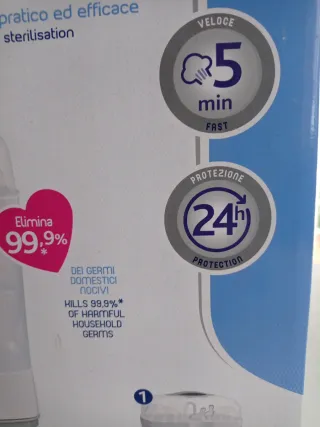 pratico ed efficace
sterilisation
VELOCE
5
min
FAST
PROTEZIONE
24h
PROTECTION
Elimina
99,9%*
DEI GERMI
DOMESTICI
NOCIVI
KILLS 99,9%*
OF HARMFUL
HOUSEHOLD
GERMS
1